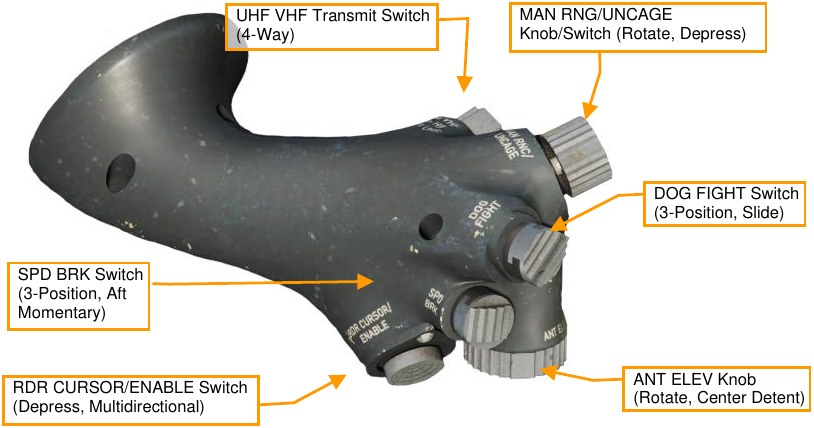 UHF VHF Transmit Switch
(4-Way)
MAN RNG/UNCAGE
Knob/Switch (Rotate, Depress)
MAN RNG/
UNCAGE
DOG
FIGHT
DOG FIGHT Switch
(3-Position, Slide)
SPD BRK Switch
(3-Position, Aft
Momentary)
SPD
BRK
RDR CURSOR/
ENABLE
ANT EL
RDR CURSOR/ENABLE Switch
(Depress, Multidirectional)
ANT ELEV Knob
(Rotate, Center Detent)